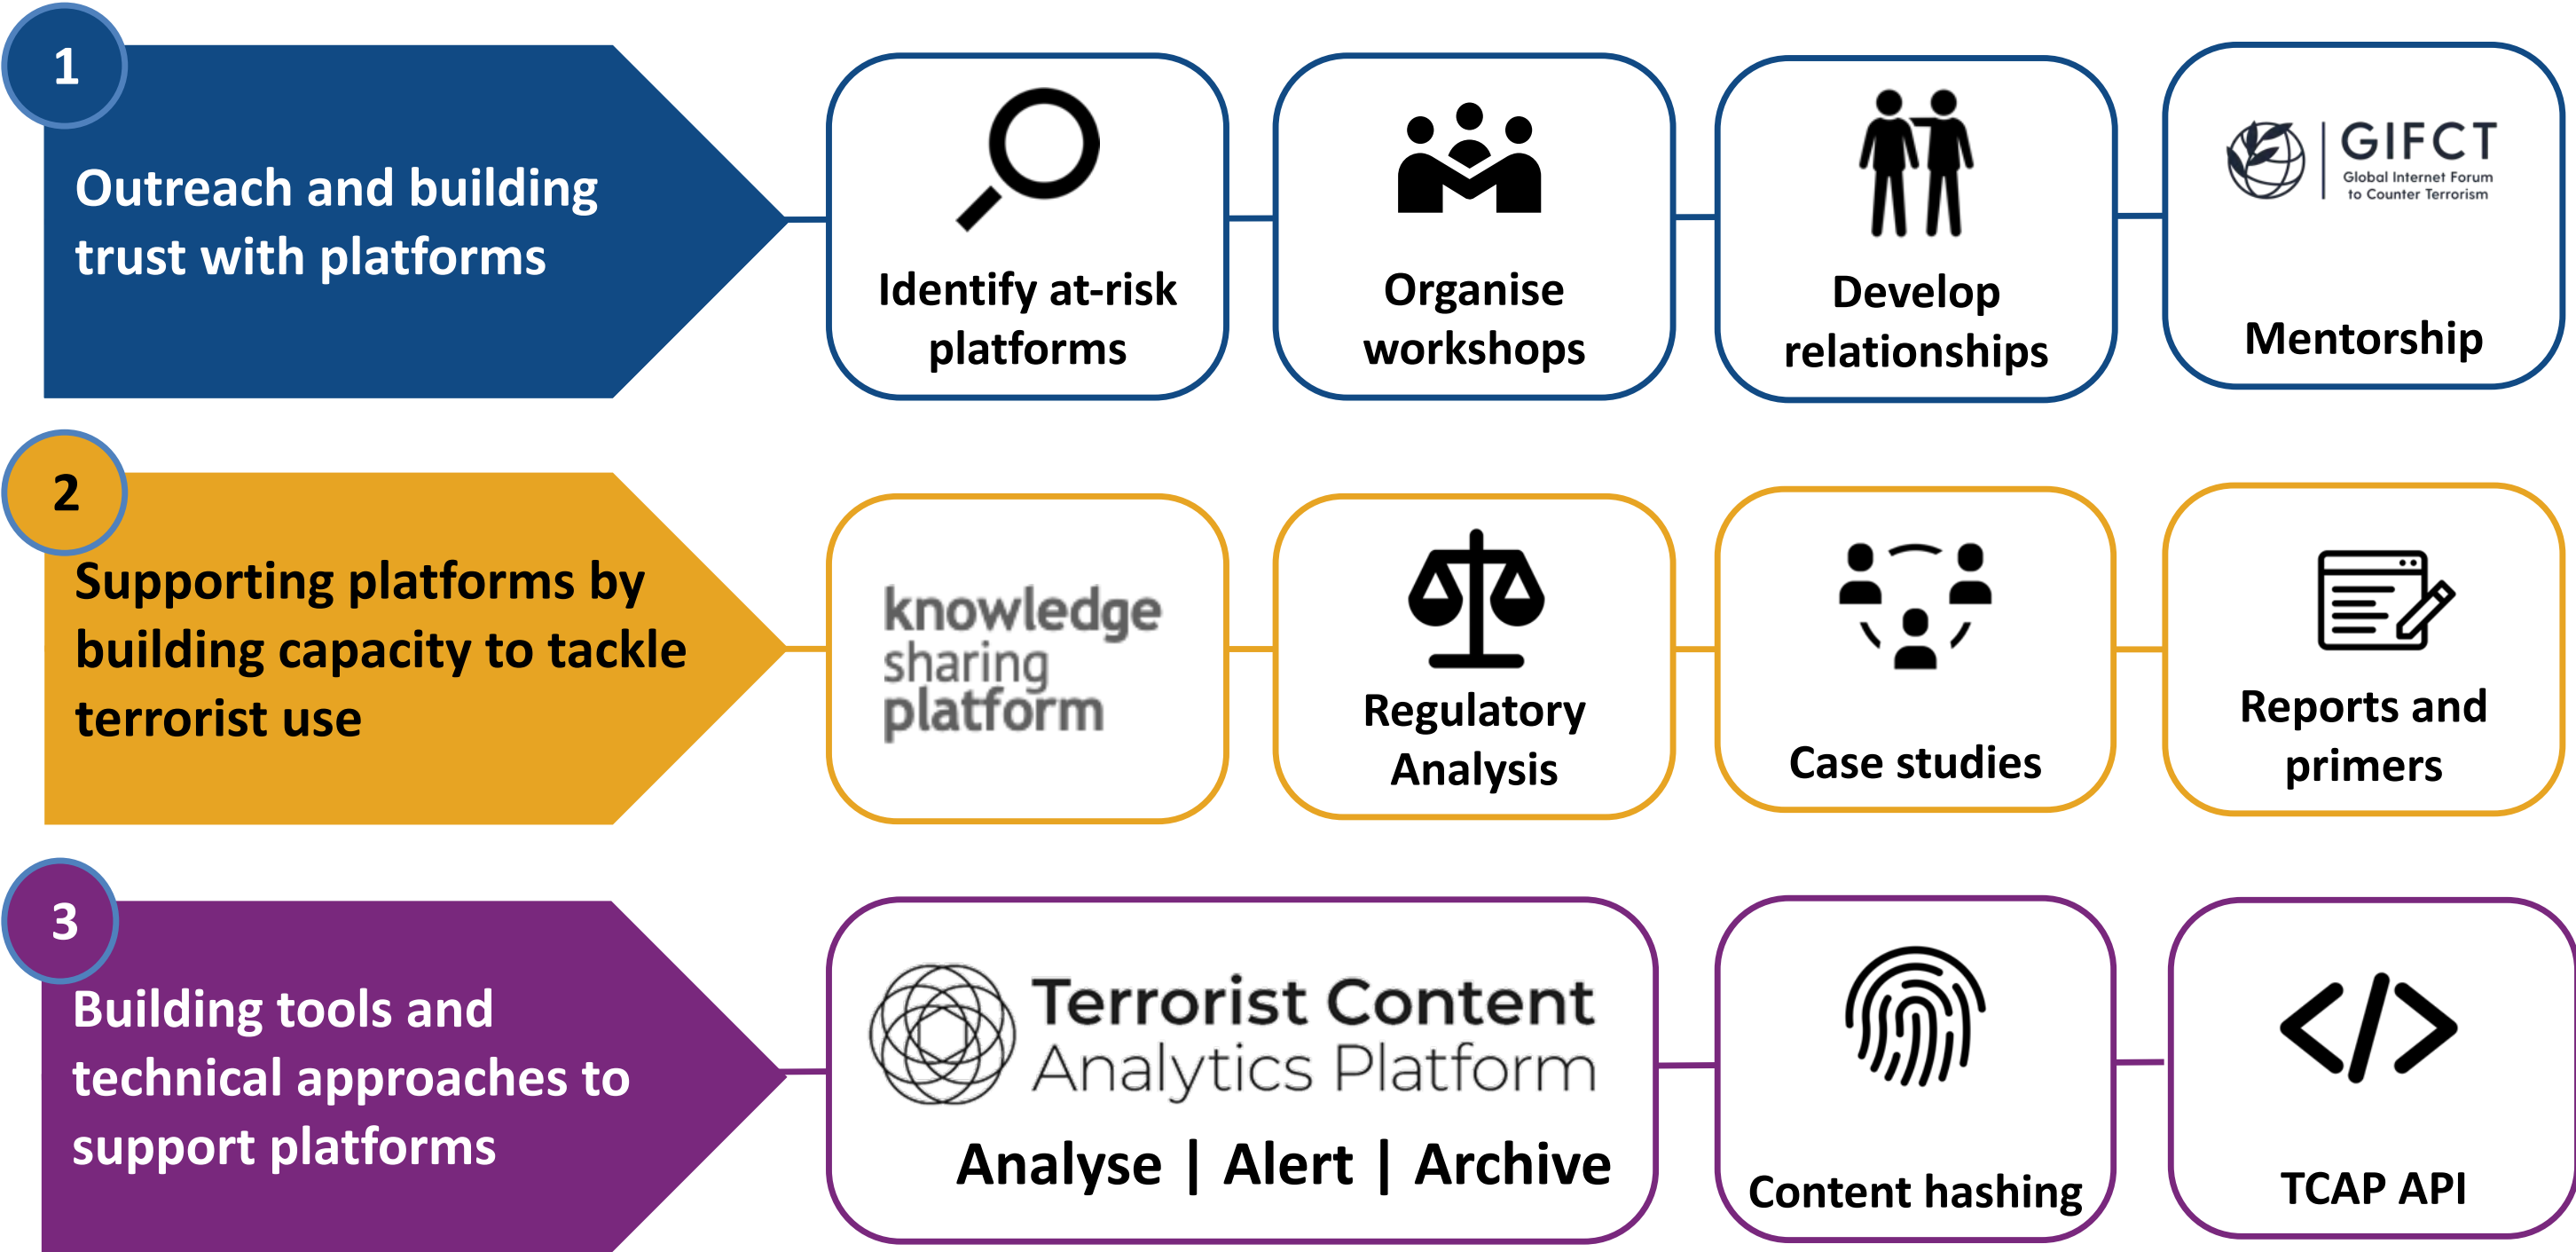 1
Outreach and building
trust with platforms
Identify at-risk
platforms
Organise
workshops
Develop
relationships
GIFCT
Global Internet Forum
to Counter Terrorism
Mentorship
2
Supporting platforms by
building capacity to tackle
terrorist use
knowledge
sharing
platform
Regulatory
Analysis
Case studies
Reports and
primers
3
Building tools and
technical approaches to
support platforms
Terrorist Content
Analytics Platform
Analyse | Alert | Archive
Content hashing
</>
TCAP API